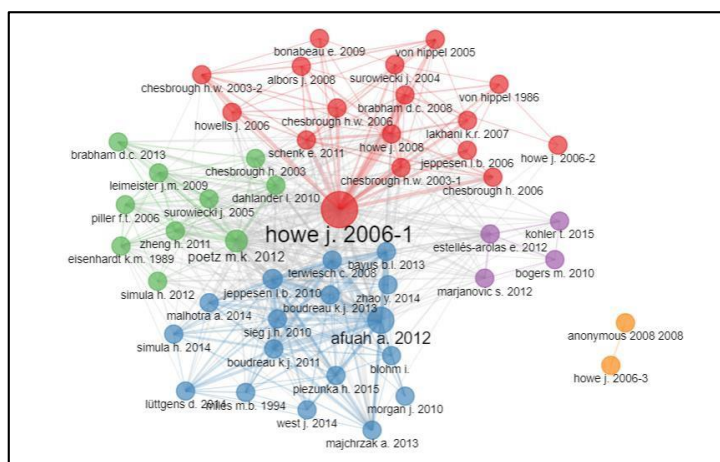 bonabeau e. 2009
von hippel 2005
albors j. 2008
surowiecki j. 2004
chesbrough h.w. 2003-2
brabham d.c. 2008
von hippel 1986
chesbrough h.w. 2006
howells j. 2006
lakhani k.r. 2007
howe j. 2008
schenk e. 2011
brabham d.c. 2013
howe j. 2006-2
jeppesen l b. 2006
chesbrough h. 2003
chesbrough h.w. 2003-1
leimeister j.m. 2009
chesbrough h. 2006
dahlander l. 2010
surowiecki j. 2005
piller f.t. 2006
howe j. 2006-1
kohler t. 2015
zheng h. 2011
estellés-arolas e. 2012
poetz m.k. 2012
eisenhardt k.m. 1989
bayus b.l. 2013
terwiesch c. 2008
bogers m. 2010
simula h. 2012
jeppesen l b. 2010
zhao y. 2014
marjanovic s. 2012
boudreau k.j. 2013
malhotra a. 2014
anonymous 2008 2008
sieg j.h. 2010
afuah a. 2012
simula h. 2014
boudreau k.j. 2011
blohm i.
howe j. 2006-3
piezunka h. 2015
lüttgens d. 2014
miles m.b. 1994
morgan j. 2010
west j. 2014
majchrzak a. 2013